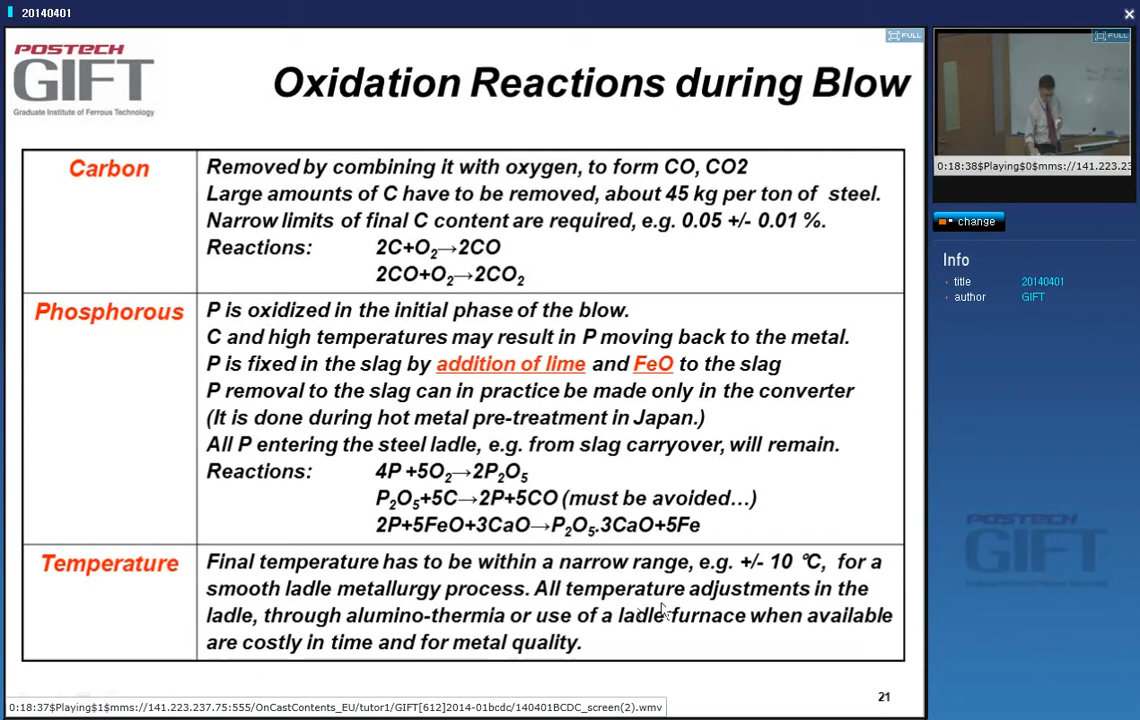 20140401
FULL
POSTECH
GIFT
Graduate Institute of Ferrous Technology
Oxidation Reactions during Blow
Carbon
Removed by combining it with oxygen, to form CO, CO2
Large amounts of C have to be removed, about 45 kg per ton of steel.
Narrow limits of final C content are required, e.g. 0.05 +/- 0.01 %.
Reactions: 2C+O₂→2CO
2CO+O₂→2CO₂
Phosphorous
P is oxidized in the initial phase of the blow.
C and high temperatures may result in P moving back to the metal.
P is fixed in the slag by addition of lime and FeO to the slag
P removal to the slag can in practice be made only in the converter
(It is done during hot metal pre-treatment in Japan.)
All P entering the steel ladle, e.g. from slag carryover, will remain.
Reactions: 4P +5O₂→2P₂O₅
P₂O₅+5C→2P+5CO (must be avoided…)
2P+5FeO+3CaO→P₂O₅.3CaO+5Fe
Temperature
Final temperature has to be within a narrow range, e.g. +/- 10 ℃, for a
smooth ladle metallurgy process. All temperature adjustments in the
ladle, through alumino-thermia or use of a ladle furnace when available
are costly in time and for metal quality.
21
0:18:37$Playing$1$mms://141.223.237.75:555/OnCastContents_EU/tutor1/GIFT[612]2014-01bcdc/140401BCDC_screen(2).wmv
FULL
0:18:38$Playing$0$mms://141.223.23
change
Info
title 20140401
author GIFT
POSTECH
GIFT